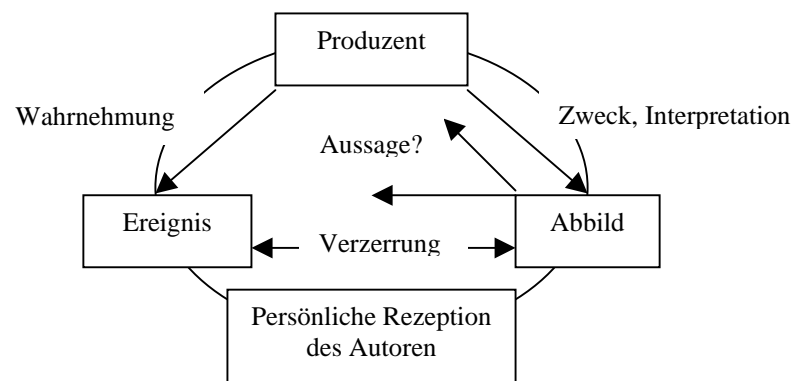 Produzent
Wahrnehmung
Zweck, Interpretation
Aussage?
Ereignis
Abbild
Verzerrung
Persönliche Rezeption
des Autoren